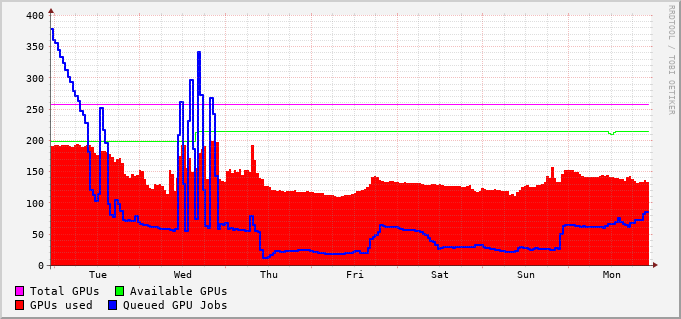 400
350
300
250
200
150
100
50
0
Tue Wed Thu Fri Sat Sun Mon
Total GPUs Available GPUs
GPUs used Queued GPU Jobs
RRDTOOL / TOBI OETIKER